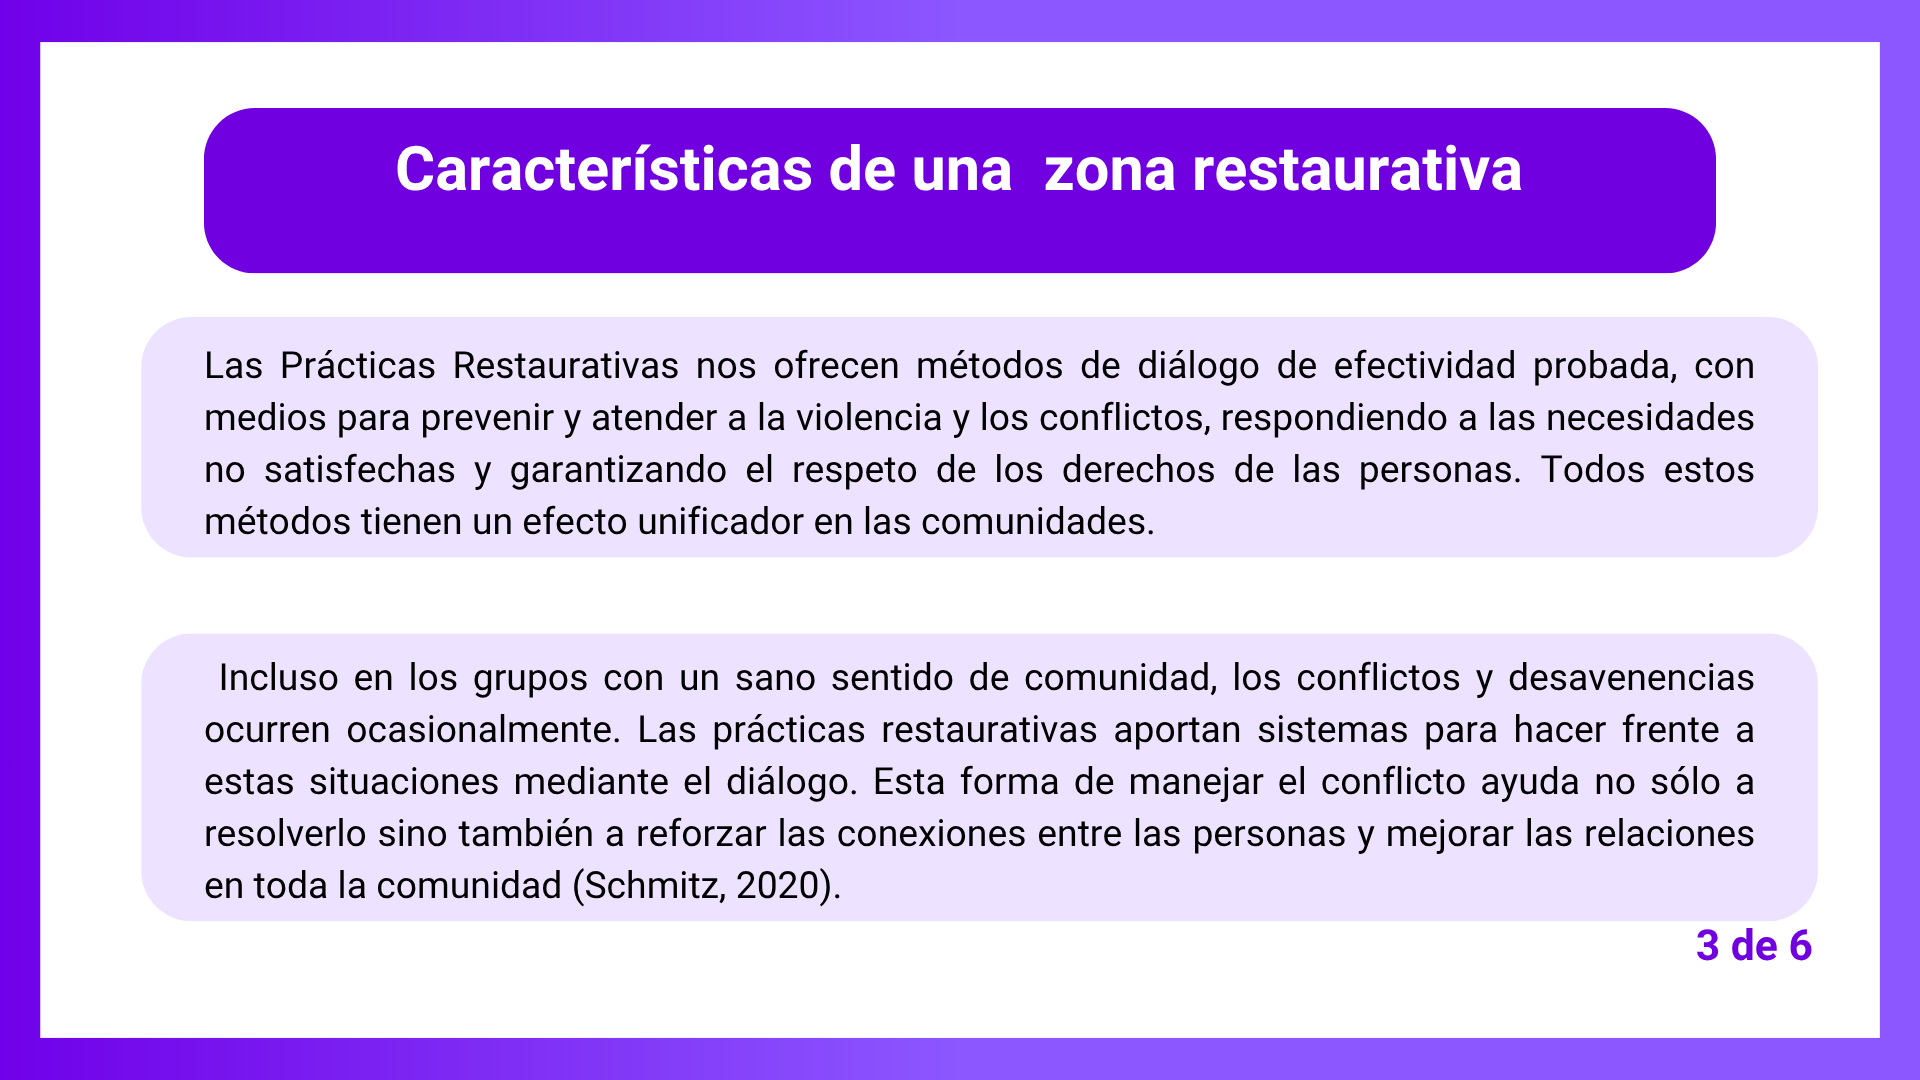 Características de una  zona restaurativa
Las Prácticas Restaurativas nos ofrecen métodos de diálogo de efectividad probada, con
medios para prevenir y atender a la violencia y los conflictos, respondiendo a las necesidades
no satisfechas y garantizando el respeto de los derechos de las personas. Todos estos
métodos tienen un efecto unificador en las comunidades.
Incluso en los grupos con un sano sentido de comunidad, los conflictos y desavenencias
ocurren ocasionalmente. Las prácticas restaurativas aportan sistemas para hacer frente a
estas situaciones mediante el diálogo. Esta forma de manejar el conflicto ayuda no sólo a
resolverlo sino también a reforzar las conexiones entre las personas y mejorar las relaciones
en toda la comunidad (Schmitz, 2020).
3 de 6